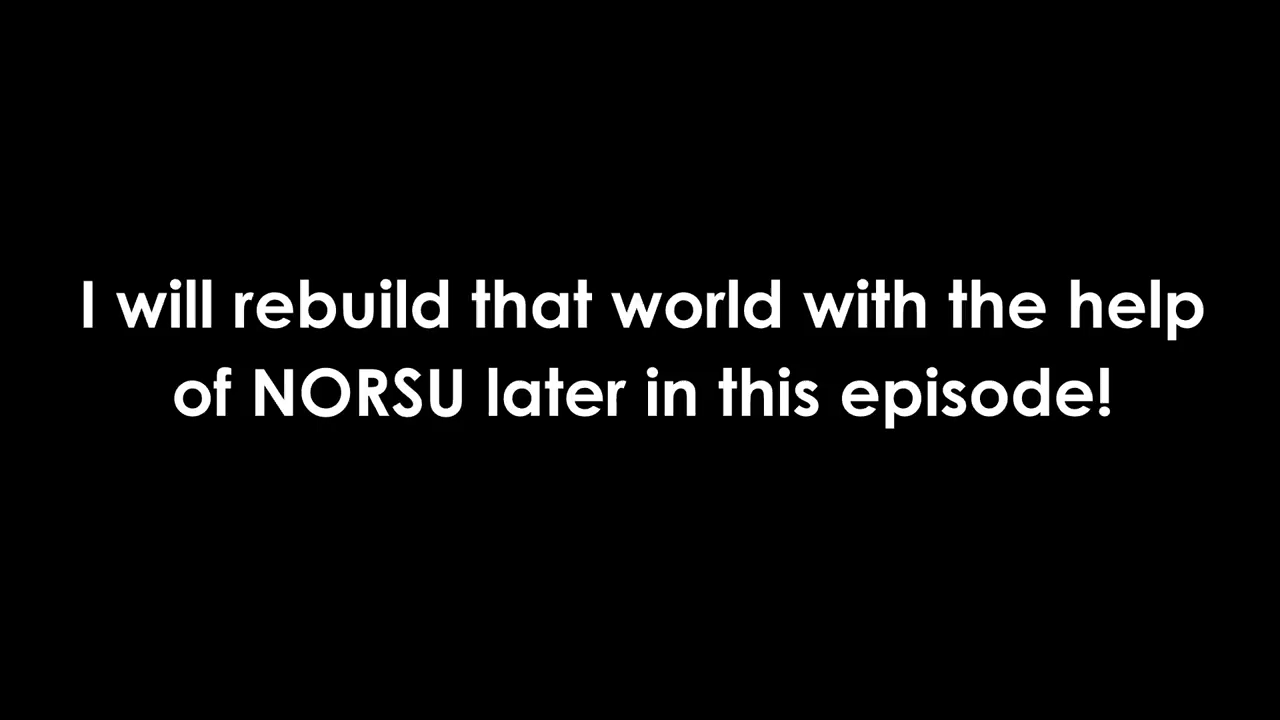 I will rebuild that world with the help
of NORSU later in this episode!